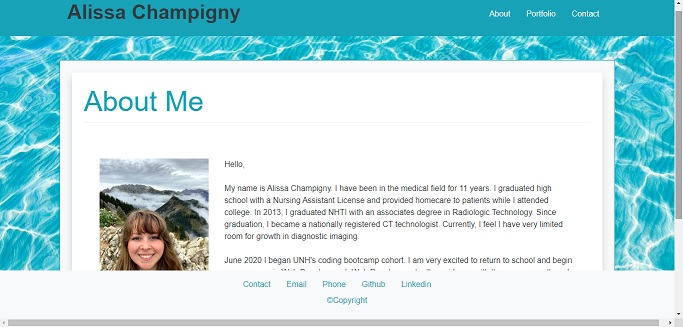 Alissa Champigny
About Portfolio Contact
About Me
Hello,
My name is Alissa Champigny. I have been in the medical field for 11 years. I graduated high
school with a Nursing Assistant License and provided homecare to patients while I attended
college. In 2013, I graduated NHTI with an associates degree in Radiologic Technology. Since
graduation, I became a nationally registered CT technologist. Currently, I feel I have very limited
room for growth in diagnostic imaging.
June 2020 I began UNH's coding bootcamp cohort. I am very excited to return to school and begin
Contact Email Phone Github Linkedin
©Copyright